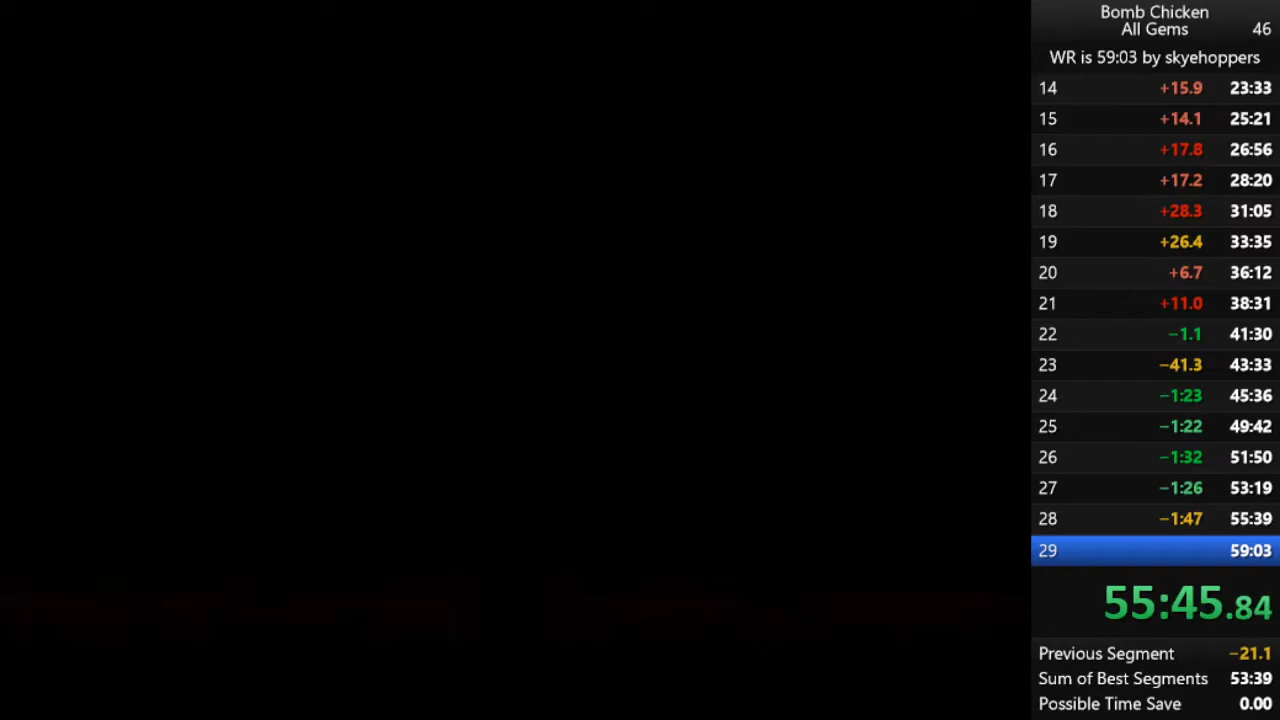 Bomb Chicken
All Gems 46
WR is 59:03 by skyehoppers
14 +15.9 23:33
15 +14.1 25:21
16 +17.8 26:56
17 +17.2 28:20
18 +28.3 31:05
19 +26.4 33:35
20 +6.7 36:12
21 +11.0 38:31
22 −1.1 41:30
23 −41.3 43:33
24 −1:23 45:36
25 −1:22 49:42
26 −1:32 51:50
27 −1:26 53:19
28 −1:47 55:39
29 59:03
55:45.84
Previous Segment −21.1
Sum of Best Segments 53:39
Possible Time Save 0.00